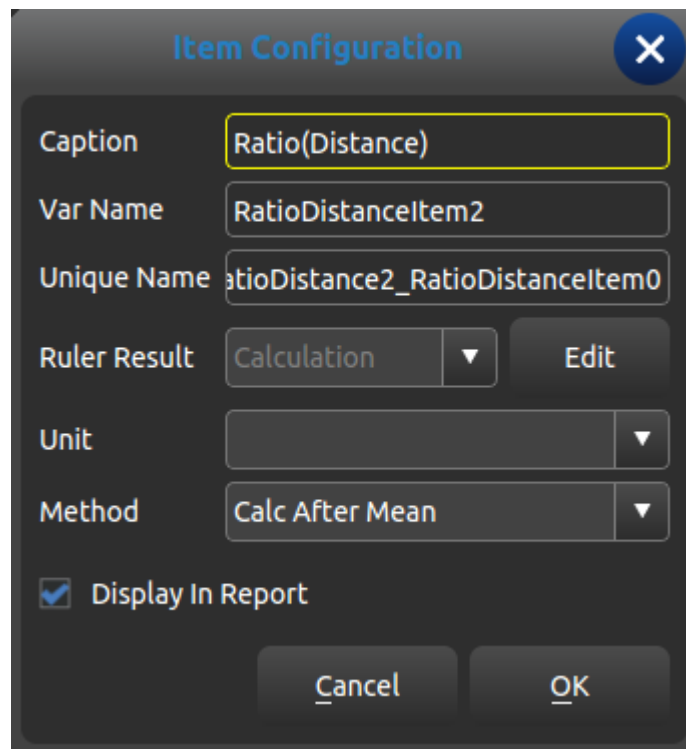 Item Configuration
Caption Ratio(Distance)
Var Name RatioDistanceItem2
Unique Name atioDistance2_RatioDistanceItem0
Ruler Result Calculation Edit
Unit
Method Calc After Mean
Display In Report
Cancel OK